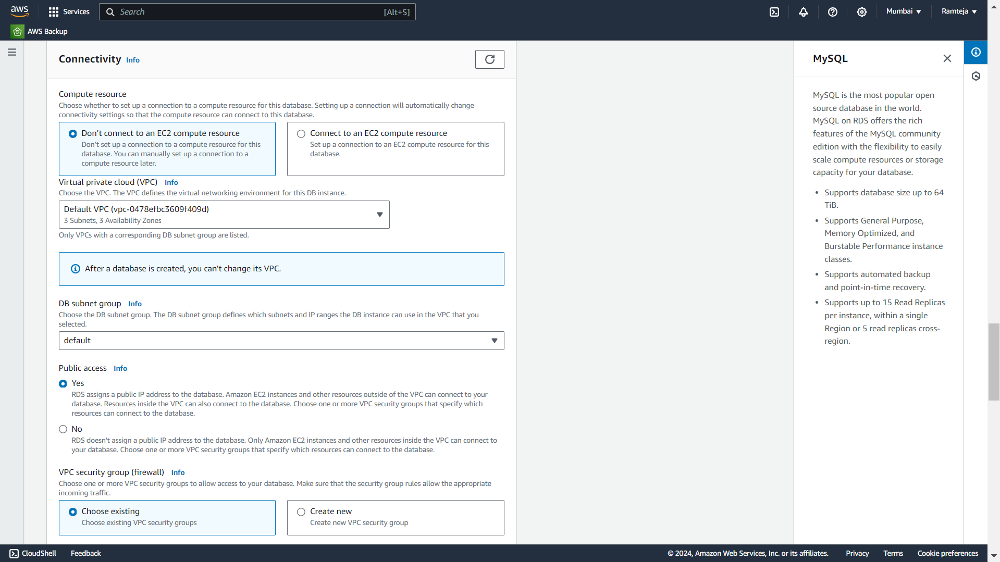 aws
Services
Search
[Alt+S]
Mumbai
Ramteja
AWS Backup
Connectivity Info
Compute resource
Choose whether to set up a connection to a compute resource for this database. Setting up a connection will automatically change
connectivity settings so that the compute resource can connect to this database.
Don’t connect to an EC2 compute resource
Don’t set up a connection to a compute resource for this
database. You can manually set up a connection to a
compute resource later.
Connect to an EC2 compute resource
Set up a connection to an EC2 compute resource for this
database.
Virtual private cloud (VPC) Info
Choose the VPC. The VPC defines the virtual networking environment for this DB instance.
Default VPC (vpc-0478efbc3609f409d)
3 Subnets, 3 Availability Zones
Only VPCs with a corresponding DB subnet group are listed.
After a database is created, you can't change its VPC.
DB subnet group Info
Choose the DB subnet group. The DB subnet group defines which subnets and IP ranges the DB instance can use in the VPC that you
selected.
default
Public access Info
Yes
RDS assigns a public IP address to the database. Amazon EC2 instances and other resources outside of the VPC can connect to your
database. Resources inside the VPC can also connect to the database. Choose one or more VPC security groups that specify which
resources can connect to the database.
No
RDS doesn't assign a public IP address to the database. Only Amazon EC2 instances and other resources inside the VPC can connect to
your database. Choose one or more VPC security groups that specify which resources can connect to the database.
VPC security group (firewall) Info
Choose one or more VPC security groups to allow access to your database. Make sure that the security group rules allow the appropriate
incoming traffic.
Choose existing
Choose existing VPC security groups
Create new
Create new VPC security group
MySQL
MySQL is the most popular open
source database in the world.
MySQL on RDS offers the rich
features of the MySQL community
edition with the flexibility to easily
scale compute resources or storage
capacity for your database.
• Supports database size up to 64
TiB.
• Supports General Purpose,
Memory Optimized, and
Burstable Performance instance
classes.
• Supports automated backup
and point-in-time recovery.
• Supports up to 15 Read Replicas
per instance, within a single
Region or 5 read replicas cross-
region.
CloudShell
Feedback
© 2024, Amazon Web Services, Inc. or its affiliates.
Privacy
Terms
Cookie preferences